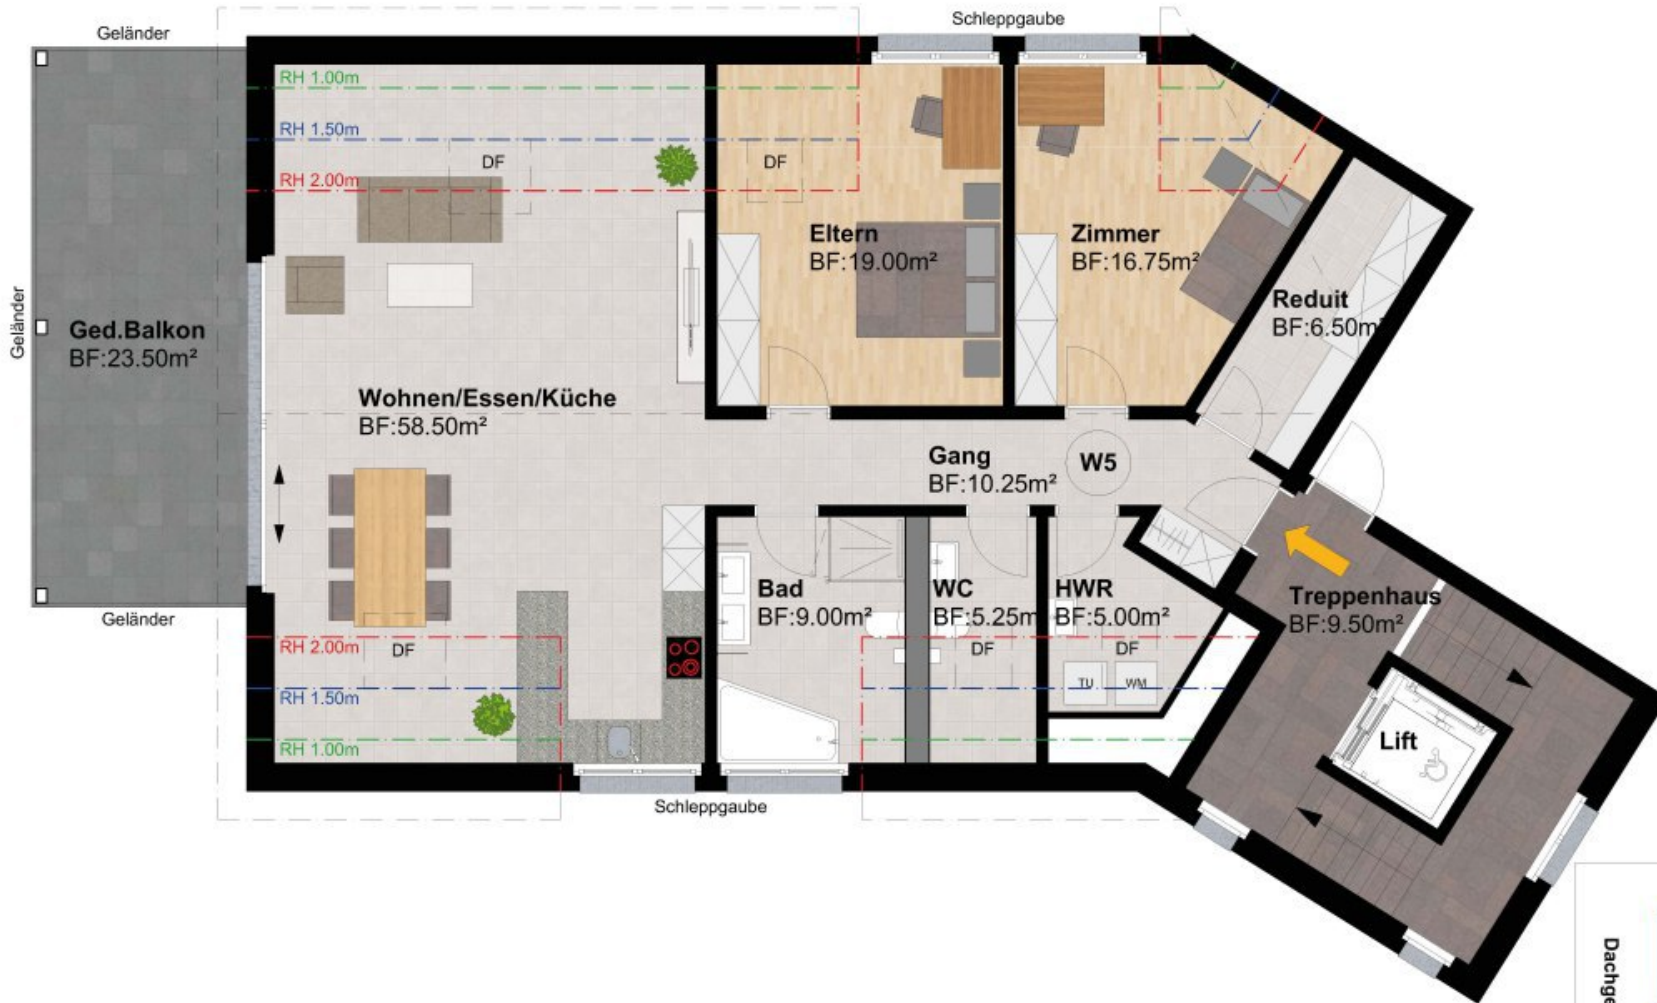 Geländer
Schleppgaube
RH 1.00m
RH 1.50m
DF
DF
RH 2.00m
Eltern
BF:19.00m²
Zimmer
BF:16.75m²
Reduit
BF:6.50m²
Geländer
Ged.Balkon
BF:23.50m²
Wohnen/Essen/Küche
BF:58.50m²
Gang
BF:10.25m²
W5
Bad
BF:9.00m²
WC
BF:5.25m²
HWR
BF:5.00m²
Treppenhaus
BF:9.50m²
Geländer
RH 2.00m
DF
DF
DF
RH 1.50m
TU
WM
RH 1.00m
Lift
Schleppgaube
Dachge